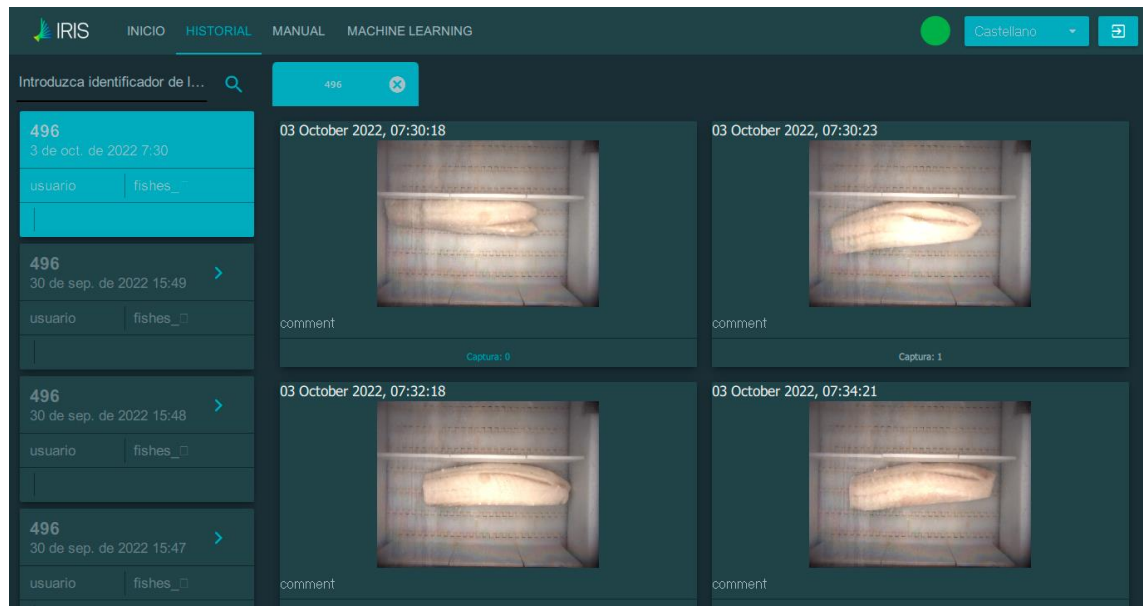 IRIS INICIO HISTORIAL MANUAL MACHINE LEARNING Castellano
Introduzca identificador de l...
496
3 de oct. de 2022 7:30
usuario fishes_
496
30 de sep. de 2022 15:49
usuario fishes_
496
30 de sep. de 2022 15:48
usuario fishes_
496
30 de sep. de 2022 15:47
usuario fishes_
496
03 October 2022, 07:30:18
comment
Captura: 0
03 October 2022, 07:30:23
comment
Captura: 1
03 October 2022, 07:32:18
comment
03 October 2022, 07:34:21
comment